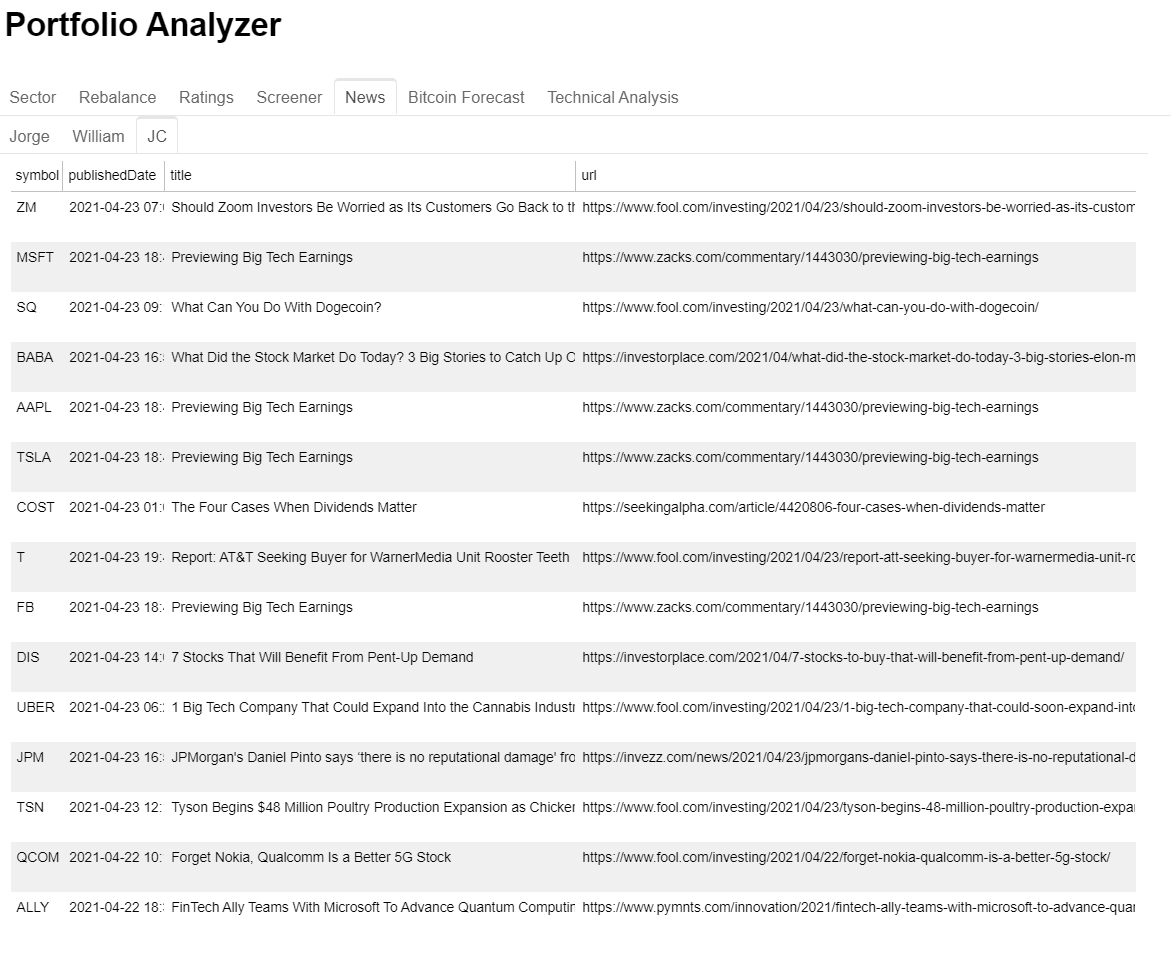 Portfolio Analyzer
Sector Rebalance Ratings Screener News Bitcoin Forecast Technical Analysis
Jorge William JC
symbol publishedDate title url
ZM 2021-04-23 07: Should Zoom Investors Be Worried as Its Customers Go Back to https://www.fool.com/investing/2021/04/23/should-zoom-investors-be-worried-as-its-custom
MSFT 2021-04-23 18: Previewing Big Tech Earnings https://www.zacks.com/commentary/1443030/previewing-big-tech-earnings
SQ 2021-04-23 09: What Can You Do With Dogecoin? https://www.fool.com/investing/2021/04/23/what-can-you-do-with-dogecoin/
BABA 2021-04-23 16: What Did the Stock Market Do Today? 3 Big Stories to Catch Up https://investorplace.com/2021/04/what-did-the-stock-market-do-today-3-big-stories-elon-m
AAPL 2021-04-23 18: Previewing Big Tech Earnings https://www.zacks.com/commentary/1443030/previewing-big-tech-earnings
TSLA 2021-04-23 18: Previewing Big Tech Earnings https://www.zacks.com/commentary/1443030/previewing-big-tech-earnings
COST 2021-04-23 01: The Four Cases When Dividends Matter https://seekingalpha.com/article/4420806-four-cases-when-dividends-matter
T 2021-04-23 19: Report: AT&T Seeking Buyer for WarnerMedia Unit Rooster Teeth https://www.fool.com/investing/2021/04/23/report-att-seeking-buyer-for-warnermedia-unit-ro
FB 2021-04-23 18: Previewing Big Tech Earnings https://www.zacks.com/commentary/1443030/previewing-big-tech-earnings
DIS 2021-04-23 14: 7 Stocks That Will Benefit From Pent-Up Demand https://investorplace.com/2021/04/7-stocks-to-buy-that-will-benefit-from-pent-up-demand/
UBER 2021-04-23 06: 1 Big Tech Company That Could Expand Into the Cannabis Industr https://www.fool.com/investing/2021/04/23/1-big-tech-company-that-could-soon-expand-into
JPM 2021-04-23 16: JPMorgan's Daniel Pinto says ‘there is no reputational damage' fro https://invezz.com/news/2021/04/23/jpmorgans-daniel-pinto-says-there-is-no-reputational-d
TSN 2021-04-23 12: Tyson Begins $48 Million Poultry Production Expansion as Chicken https://www.fool.com/investing/2021/04/23/tyson-begins-48-million-poultry-production-expa
QCOM 2021-04-22 10: Forget Nokia, Qualcomm Is a Better 5G Stock https://www.fool.com/investing/2021/04/22/forget-nokia-qualcomm-is-a-better-5g-stock/
ALLY 2021-04-22 18: FinTech Ally Teams With Microsoft To Advance Quantum Computin https://www.pymnts.com/innovation/2021/fintech-ally-teams-with-microsoft-to-advance-qua